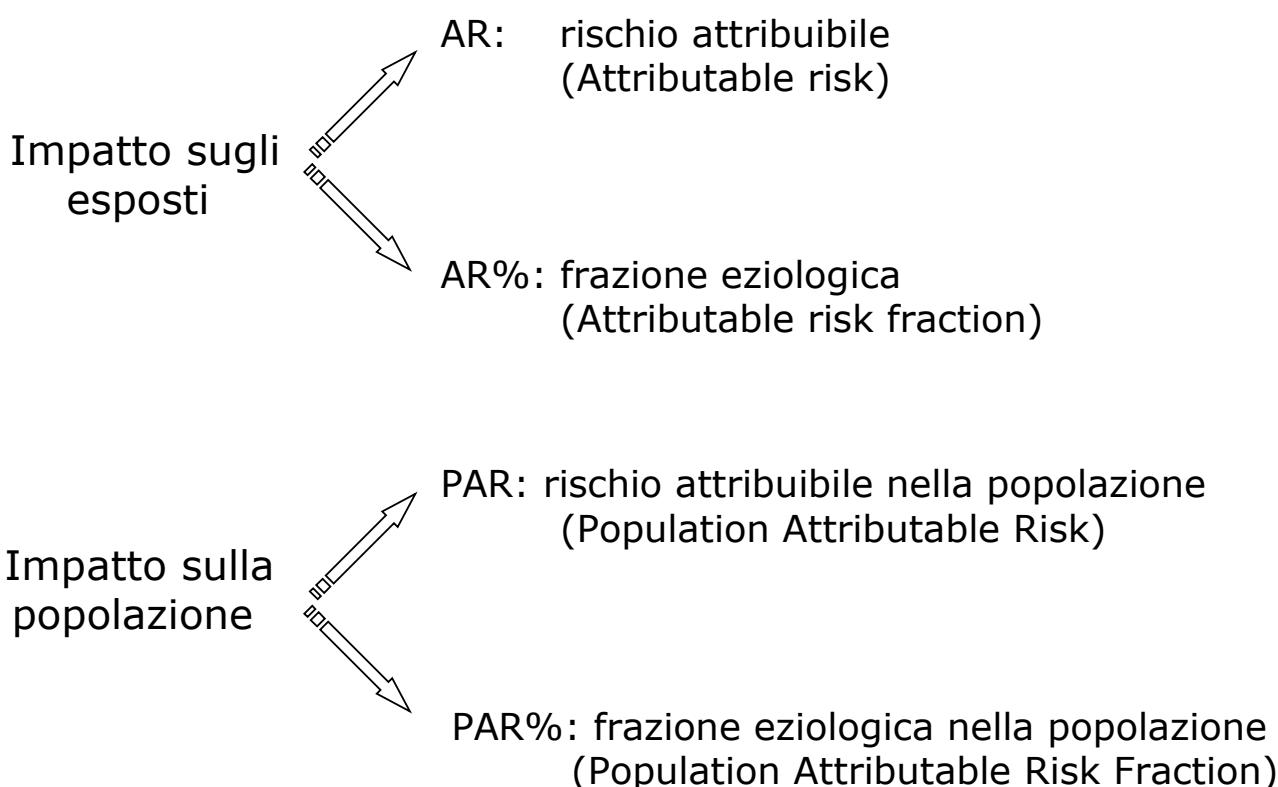 AR: rischio attribuibile
(Attributable risk)
Impatto sugli
esposti
AR%: frazione eziologica
(Attributable risk fraction)
PAR: rischio attribuibile nella popolazione
(Population Attributable Risk)
Impatto sulla
popolazione
PAR%: frazione eziologica nella popolazione
(Population Attributable Risk Fraction)